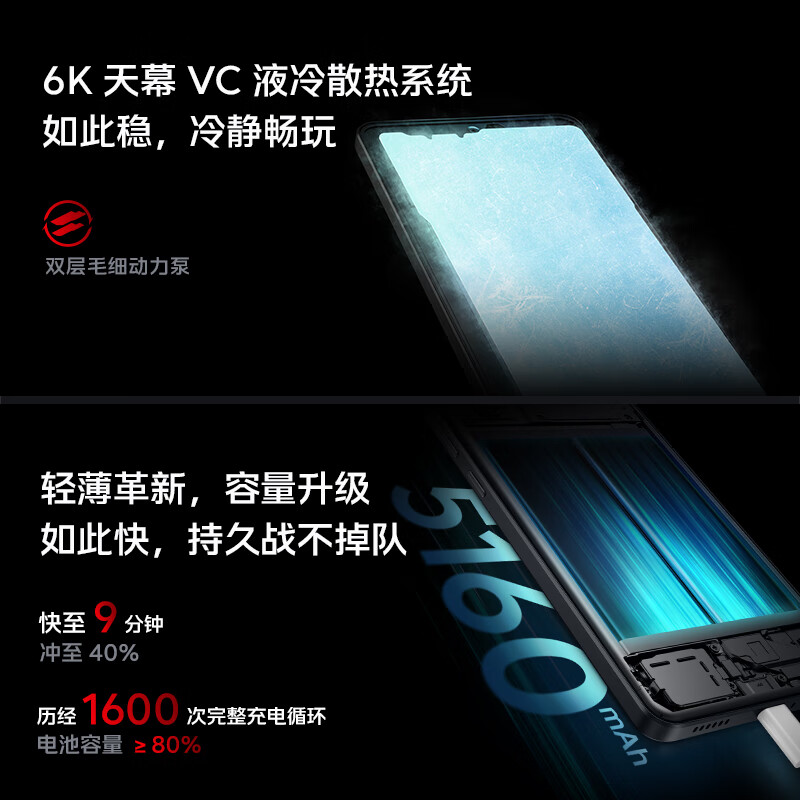 6K 天幕 VC 液冷散热系统
如此稳，冷静畅玩
双层毛细动力泵
轻薄革新，容量升级
如此快，持久战不掉队
5160 mAh
快至 9 分钟
冲至 40%
历经 1600 次完整充电循环
电池容量 ≥80%